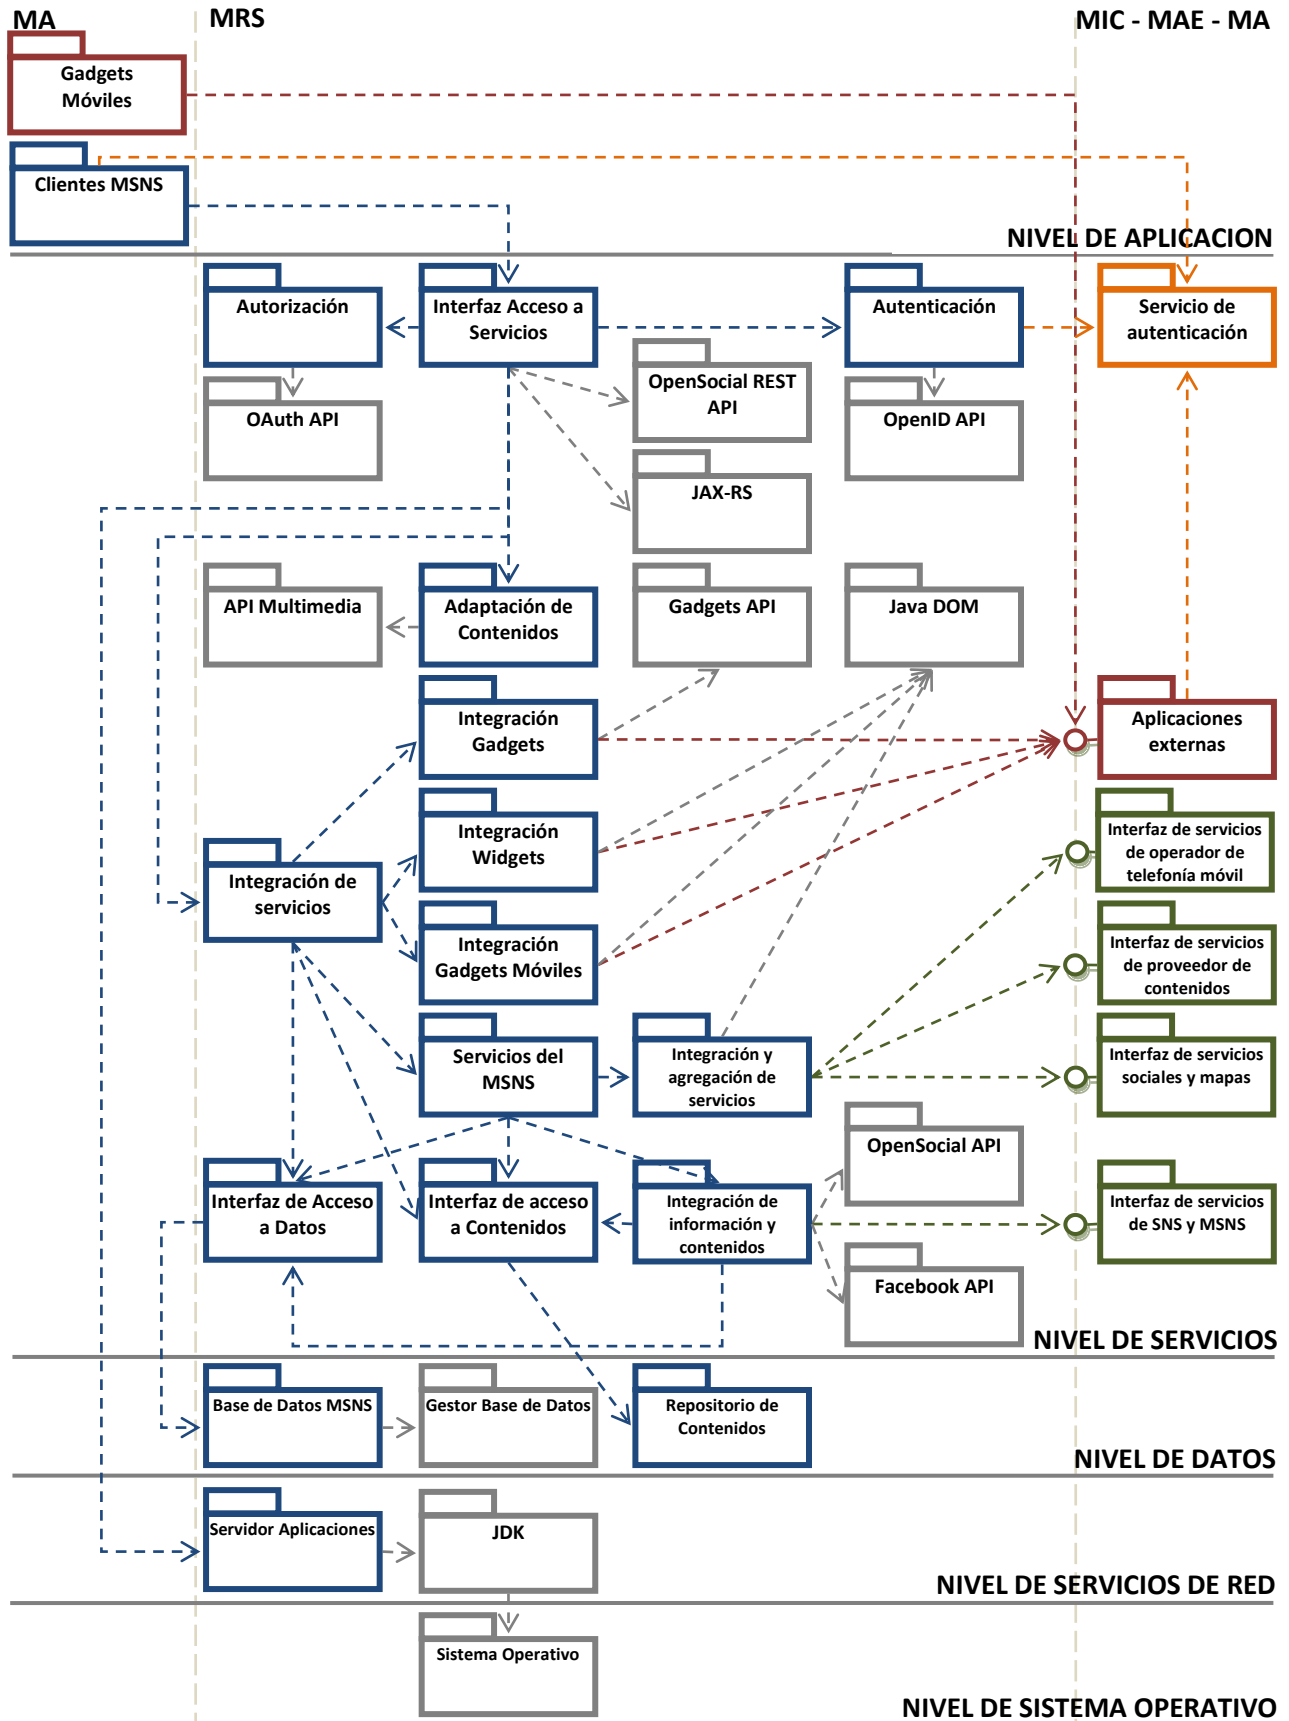 MA
MRS
MIC - MAE - MA
Gadgets
Móviles
Clientes MSNS
NIVEL DE APLICACION
Autorización
Interfaz Acceso a
Servicios
Autenticación
Servicio de
autenticación
OAuth API
OpenSocial REST
API
OpenID API
JAX-RS
API Multimedia
Adaptación de
Contenidos
Gadgets API
Java DOM
Integración
Gadgets
Aplicaciones
externas
Integración
Widgets
Interfaz de servicios
de operador de
telefonía móvil
Integración de
servicios
Integración
Gadgets Móviles
Interfaz de servicios
de proveedor de
contenidos
Servicios del
MSNS
Integración y
agregación de
servicios
Interfaz de servicios
sociales y mapas
OpenSocial API
Interfaz de Acceso
a Datos
Interfaz de acceso
a Contenidos
Integración de
información y
contenidos
Interfaz de servicios
de SNS y MSNS
Facebook API
NIVEL DE SERVICIOS
Base de Datos MSNS
Gestor Base de Datos
Repositorio de
Contenidos
NIVEL DE DATOS
Servidor Aplicaciones
JDK
NIVEL DE SERVICIOS DE RED
Sistema Operativo
NIVEL DE SISTEMA OPERATIVO